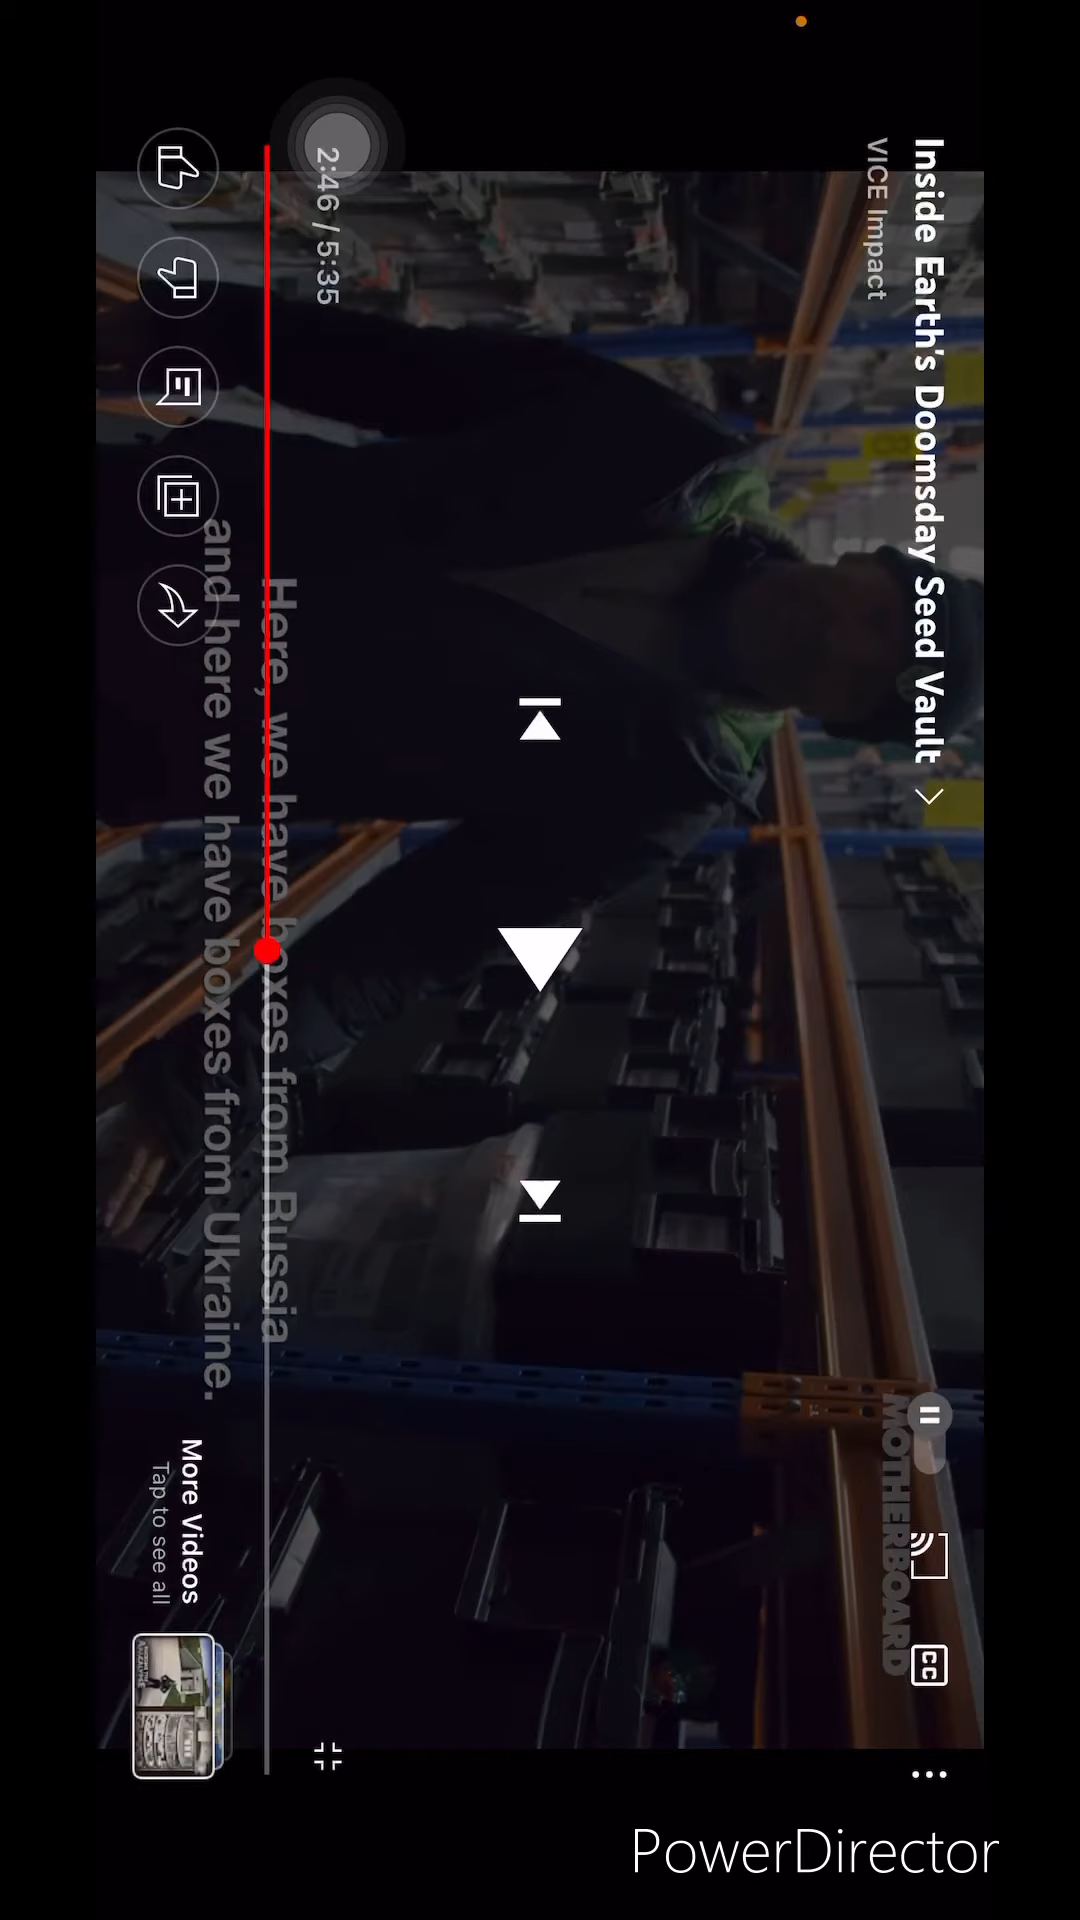 Inside Earth's Doomsday Seed Vault
VICE Impact
MOTHERBOARD
CC
2:46 / 5:35
Here, we have boxes from Russia
and here we have boxes from Ukraine.
More Videos
Tap to see all
PowerDirector